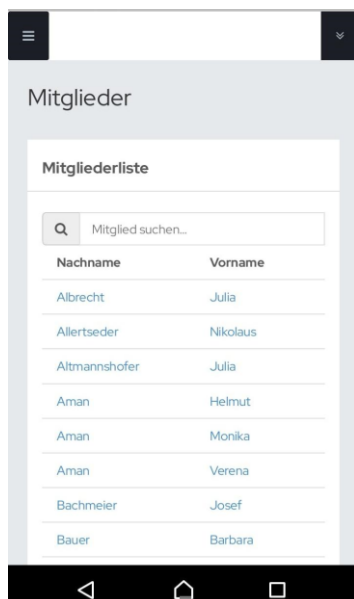 Mitglieder
Mitgliederliste
Mitglied suchen...
Nachname Vorname
Albrecht Julia
Allertseder Nikolaus
Altmannshofer Julia
Aman Helmut
Aman Monika
Aman Verena
Bachmeier Josef
Bauer Barbara